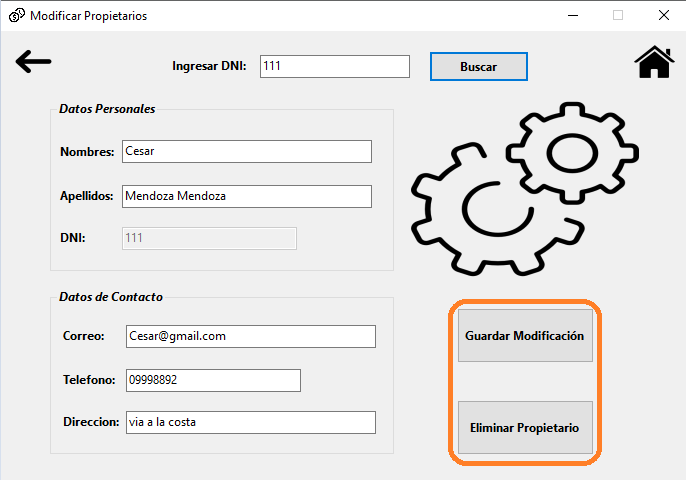 Modificar Propietarios
Ingresar DNI: 111 Buscar
Datos Personales
Nombres: Cesar
Apellidos: Mendoza Mendoza
DNI: 111
Datos de Contacto
Correo: Cesar@gmail.com
Telefono: 09998892
Direccion: via a la costa
Guardar Modificación
Eliminar Propietario